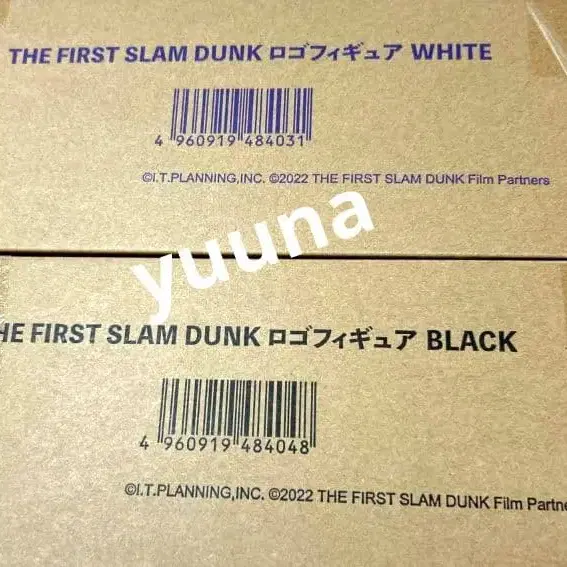 THE FIRST SLAM DUNK ロゴフィギュア WHITE
4 960919 484031
©I.T.PLANNING,INC. ©2022 THE FIRST SLAM DUNK Film Partners
yuuna
HE FIRST SLAM DUNK ロゴフィギュア BLACK
4 960919 484048
©I.T.PLANNING,INC. ©2022 THE FIRST SLAM DUNK Film Partne